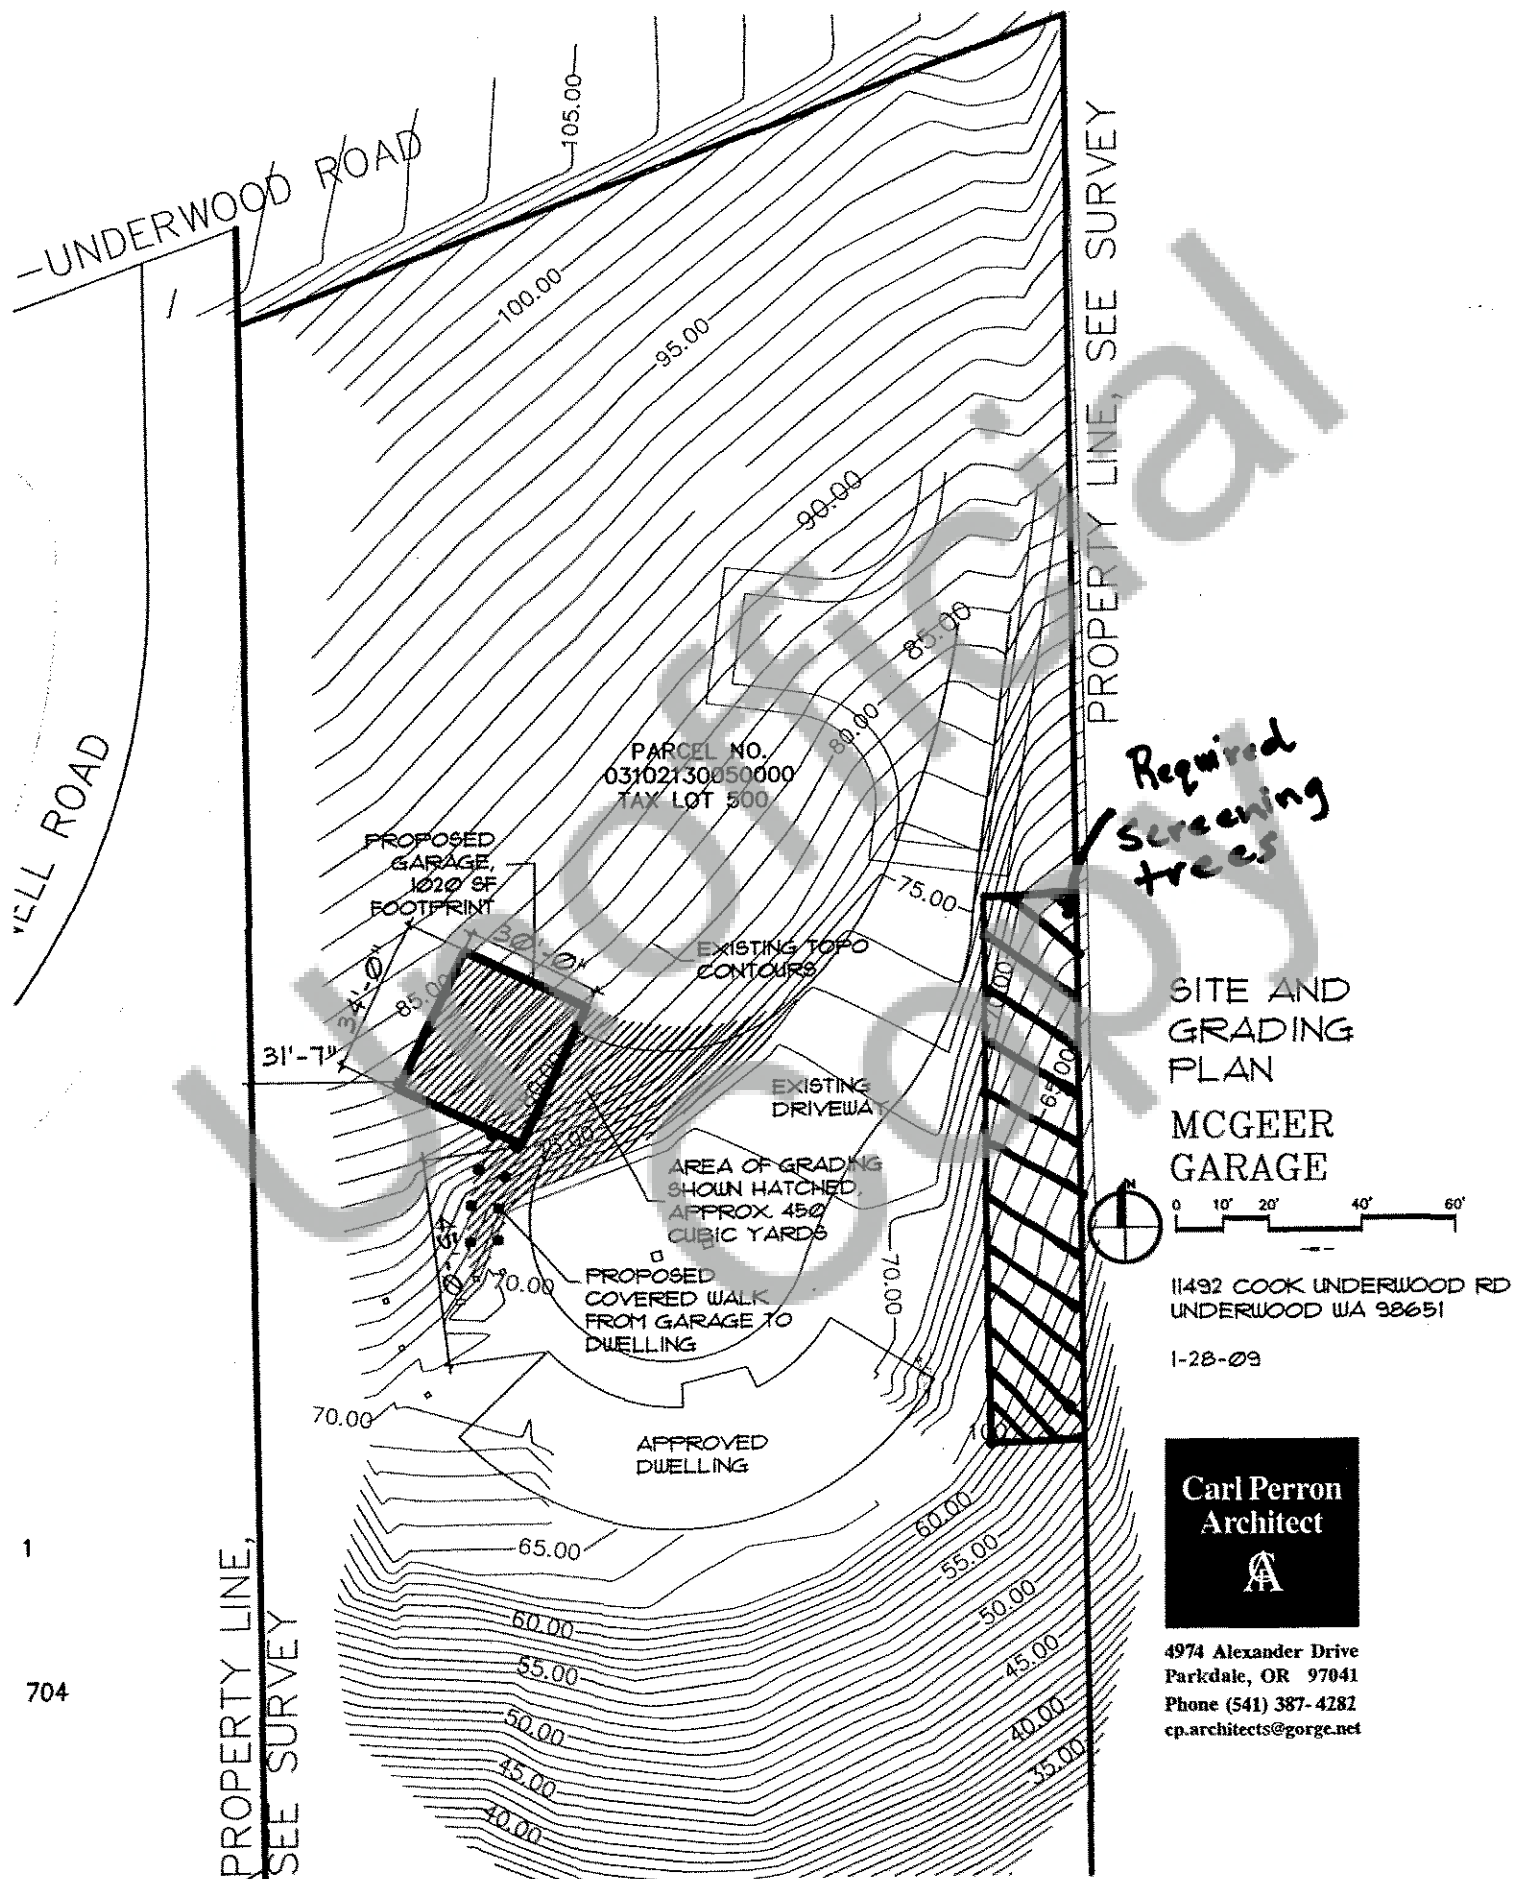 105.00
UNDERWOOD ROAD
100.00
95.00
PROPERTY LINE, SEE SURVEY
90.00
85.00
80.00
PARCEL NO.
03102130050000
TAX LOT 500
Required
screening
trees
ROAD
PROPOSED
GARAGE,
1020 SF
FOOTPRINT
75.00
30'-0"
EXISTING TOPO
CONTOURS
34'-0"
85.00
31'-7"
SITE AND
GRADING
PLAN
EXISTING
DRIVEWAY
65.00
MCGEER
GARAGE
AREA OF GRADING
SHOWN HATCHED,
APPROX. 450
CUBIC YARDS
N
0 10' 20' 40' 60'
70.00
70.00
PROPOSED
COVERED WALK
FROM GARAGE TO
DWELLING
11492 COOK UNDERWOOD RD
UNDERWOOD WA 98651
1-28-09
70.00
APPROVED
DWELLING
Carl Perron
Architect
60.00
65.00
55.00
1
50.00
60.00
45.00
55.00
4974 Alexander Drive
Parkdale, OR 97041
Phone (541) 387-4282
cp.architects@gorge.net
704
50.00
40.00
35.00
45.00
40.00
PROPERTY LINE,
SEE SURVEY
Unofficial
Copy